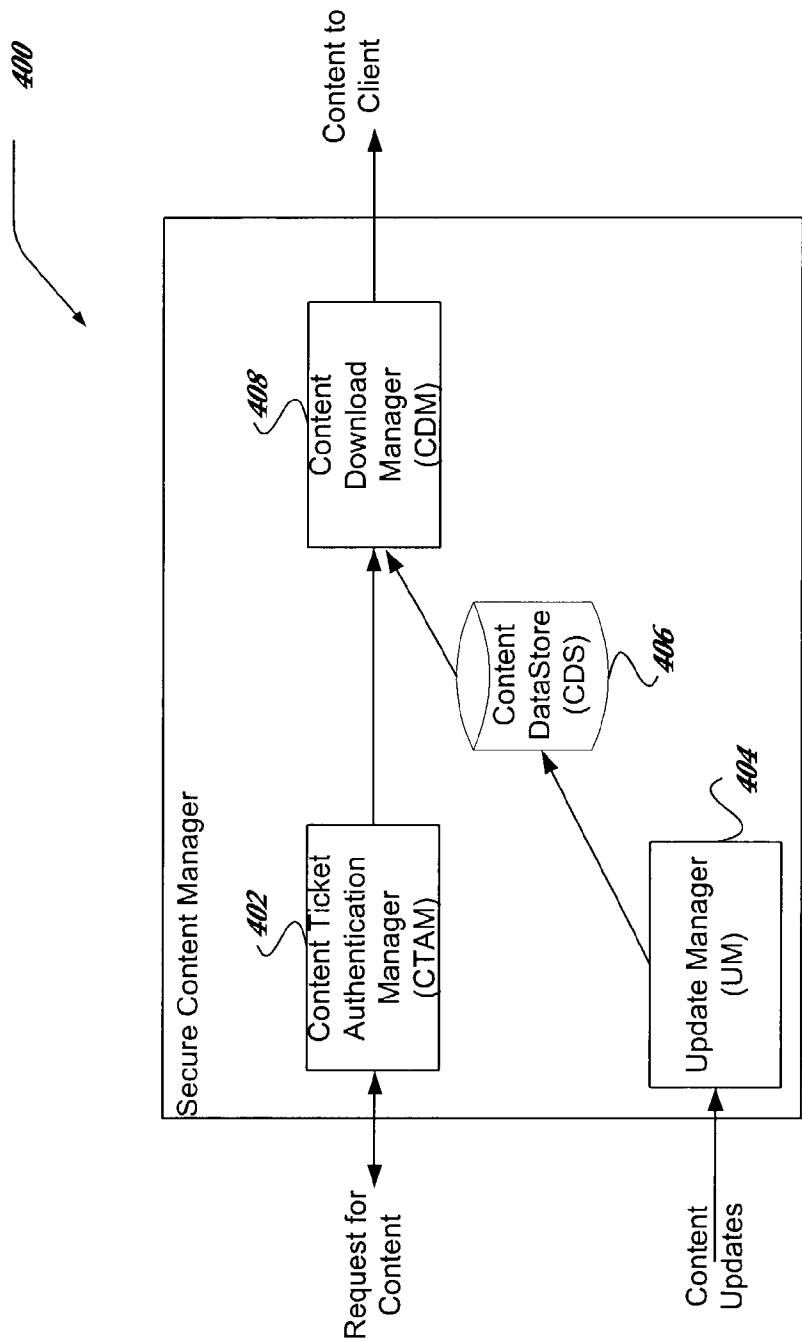 400
Secure Content Manager
Request for
Content
402
Content Ticket
Authentication
Manager
(CTAM)
408
Content
Download
Manager
(CDM)
Content to
Client
Content
DataStore
(CDS)
406
Content
Updates
404
Update Manager
(UM)